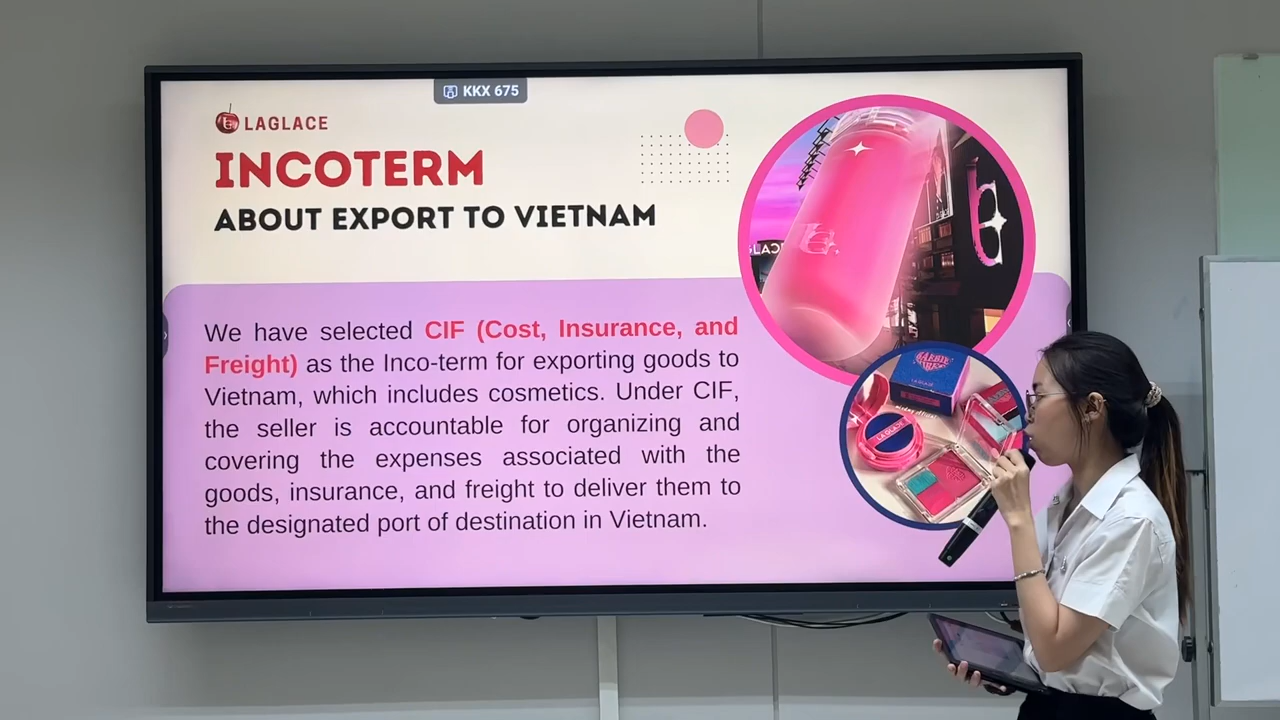 KKX 675
LAGLACE
INCOTERM
ABOUT EXPORT TO VIETNAM
We have selected CIF (Cost, Insurance, and
Freight) as the Inco-term for exporting goods to
Vietnam, which includes cosmetics. Under CIF,
the seller is accountable for organizing and
covering the expenses associated with the
goods, insurance, and freight to deliver them to
the designated port of destination in Vietnam.